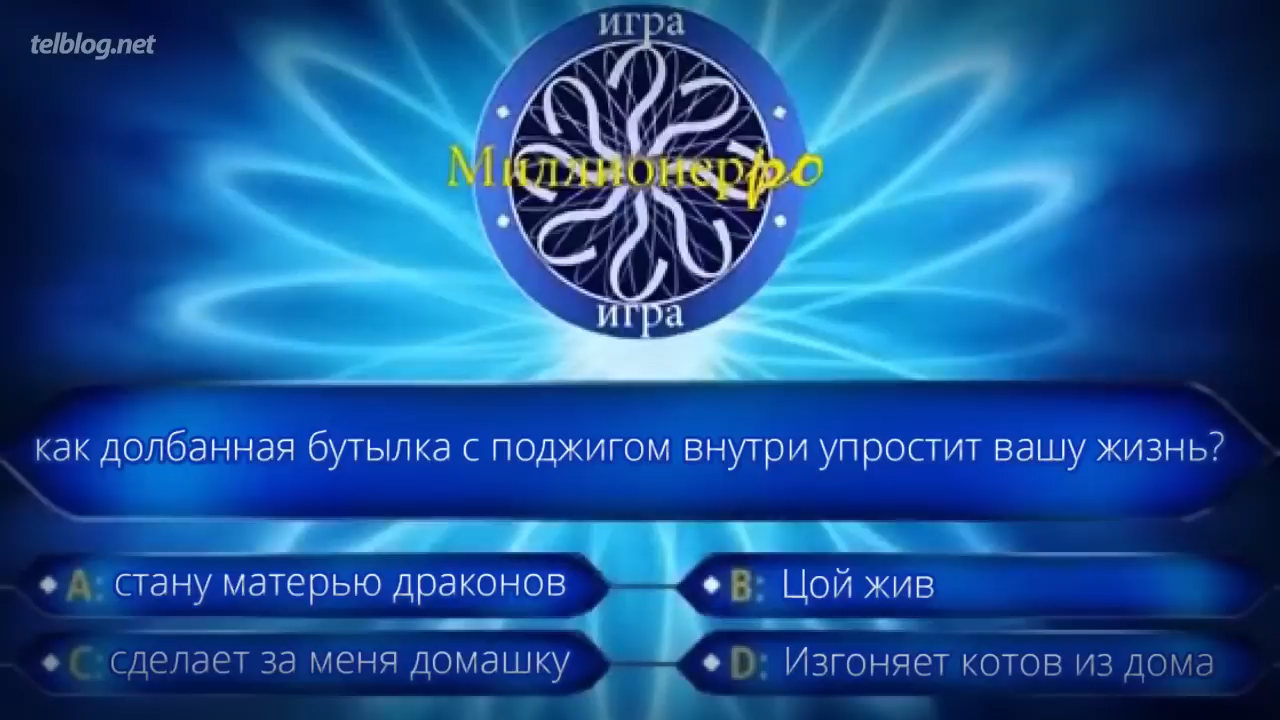 telblog.net
игра
Миллионерро
игра
как долбанная бутылка с поджигом внутри упростит вашу жизнь?
A: стану матерью драконов
B: Цой жив
C: сделает за меня домашку
D: Изгоняет котов из дома